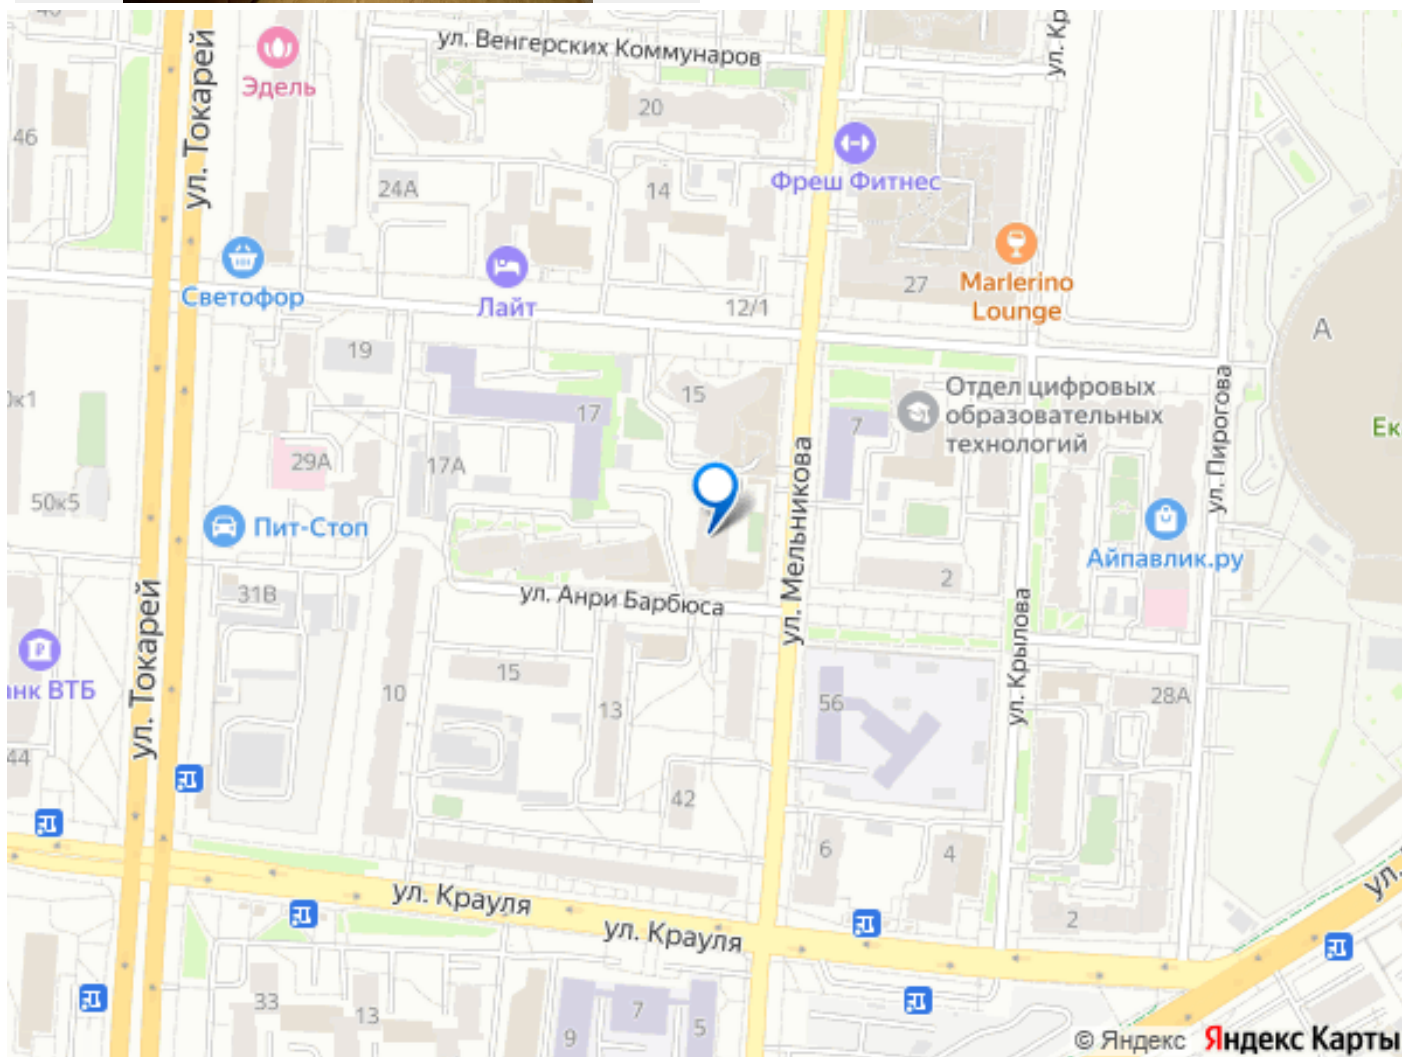 ул. Венгерских Коммунаров
ул. Кр
ул. Токарей
Эдель
46
20
Фреш Фитнес
24А
14
Светофор
Лайт
12/1
27
Marlerino
Lounge
А
19
15
17
7
Отдел цифровых
образовательных
технологий
ул. Пирогова
Ек
29А
17А
50к5
Пит-Стоп
ул. Мельникова
Айпавлик.ру
31В
ул. Анри Барбюса
2
ул. Крылова
анк ВТБ
ул. Токарей
10
15
13
56
28А
44
42
6
4
2
ул. Крауля
ул. Крауля
ул.
33
13
9
7
5
© Яндекс Яндекс Карты